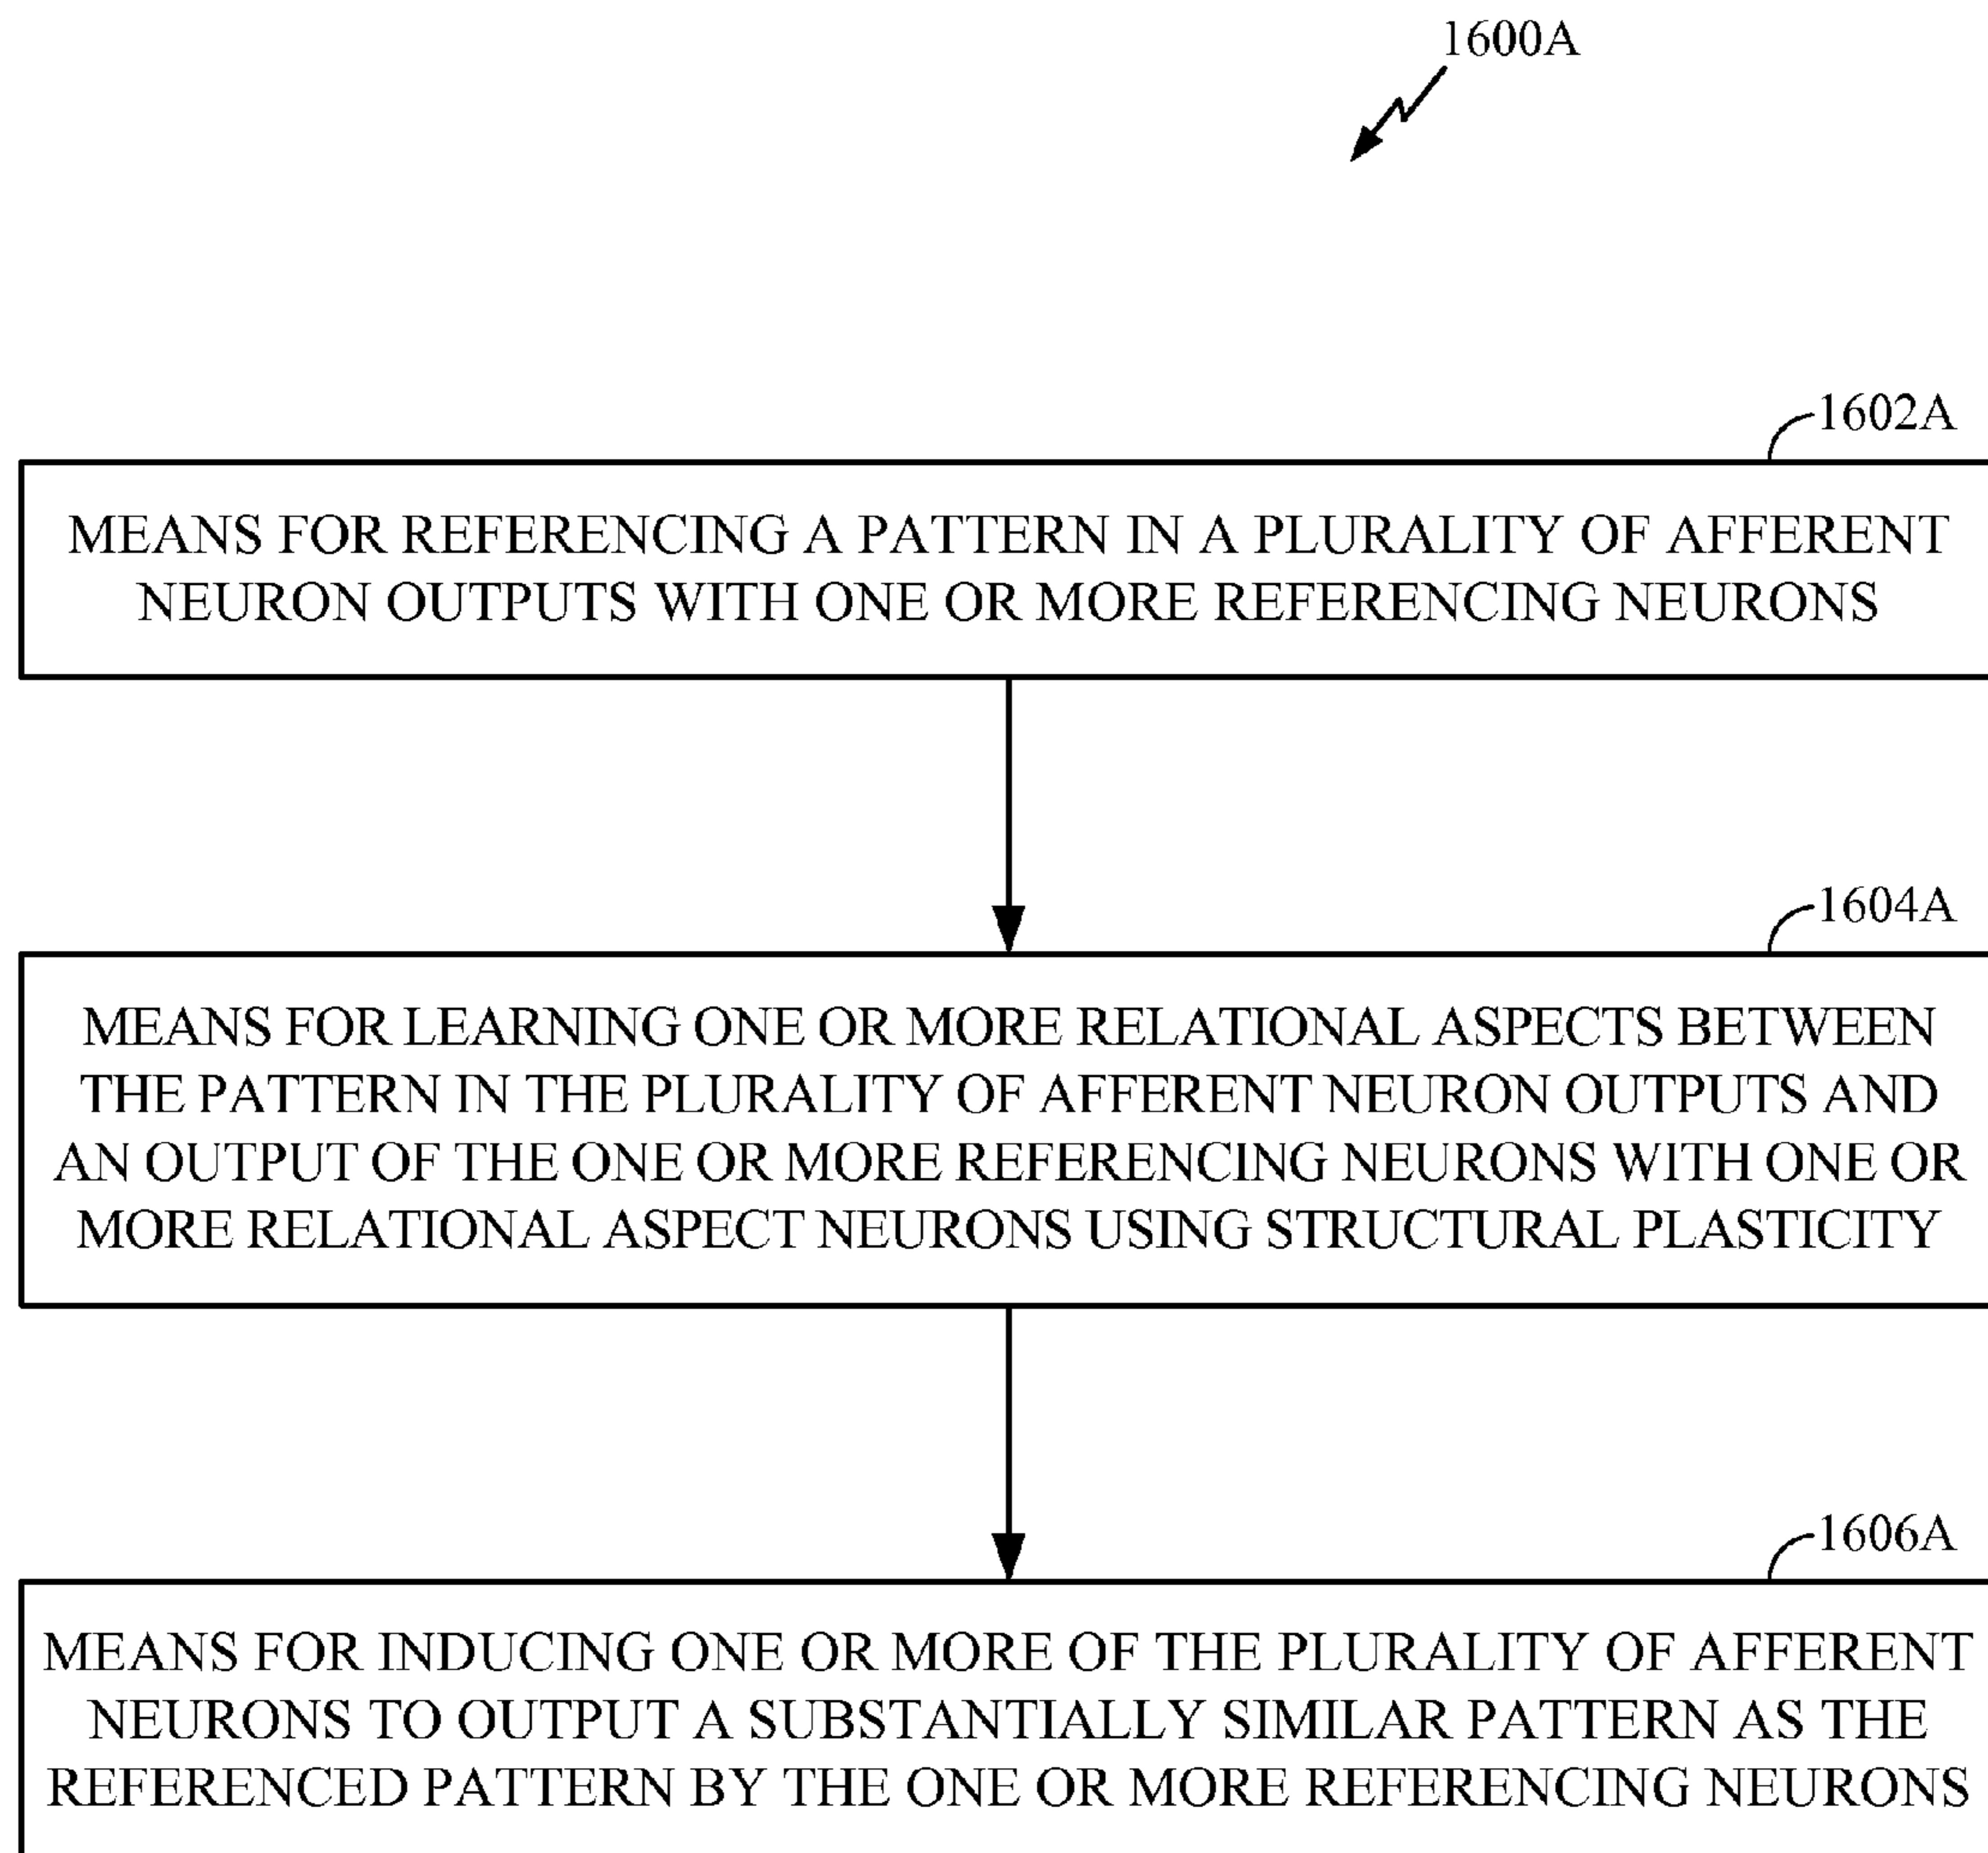 1600A
1602A
MEANS FOR REFERENCING A PATTERN IN A PLURALITY OF AFFERENT
NEURON OUTPUTS WITH ONE OR MORE REFERENCING NEURONS
1604A
MEANS FOR LEARNING ONE OR MORE RELATIONAL ASPECTS BETWEEN
THE PATTERN IN THE PLURALITY OF AFFERENT NEURON OUTPUTS AND
AN OUTPUT OF THE ONE OR MORE REFERENCING NEURONS WITH ONE OR
MORE RELATIONAL ASPECT NEURONS USING STRUCTURAL PLASTICITY
1606A
MEANS FOR INDUCING ONE OR MORE OF THE PLURALITY OF AFFERENT
NEURONS TO OUTPUT A SUBSTANTIALLY SIMILAR PATTERN AS THE
REFERENCED PATTERN BY THE ONE OR MORE REFERENCING NEURONS